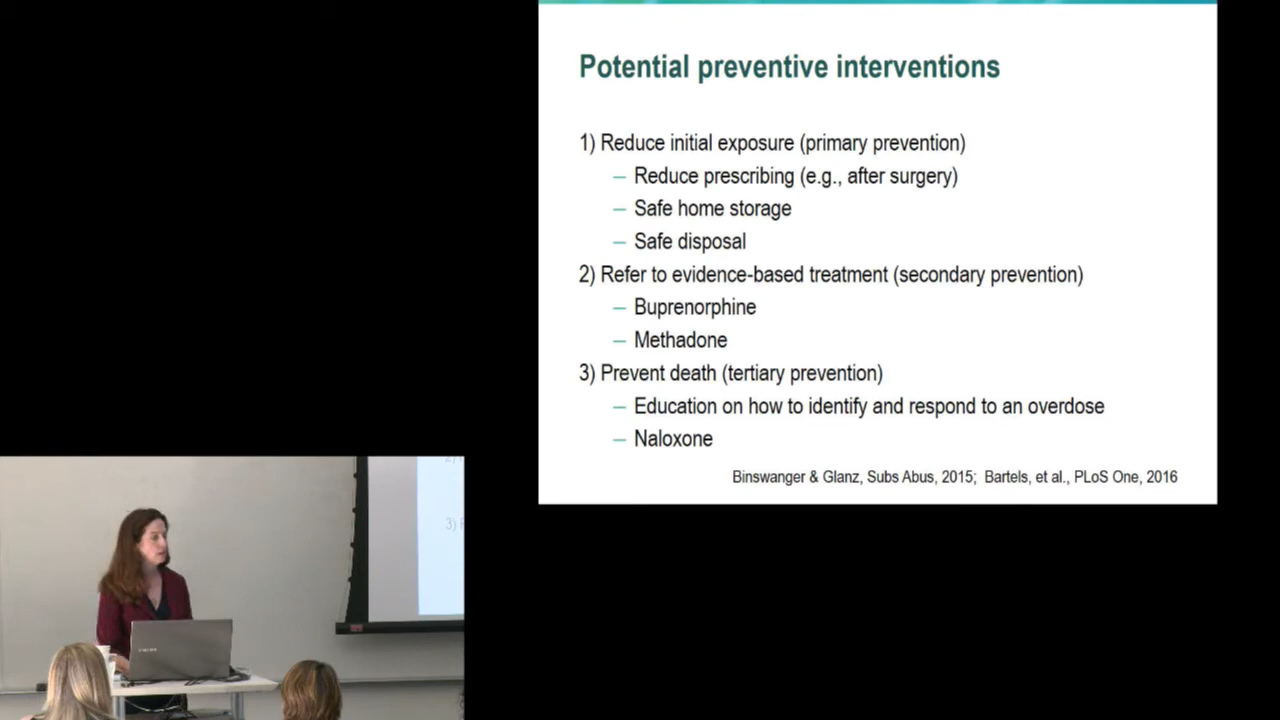 Potential preventive interventions
1) Reduce initial exposure (primary prevention)
– Reduce prescribing (e.g., after surgery)
– Safe home storage
– Safe disposal
2) Refer to evidence-based treatment (secondary prevention)
– Buprenorphine
– Methadone
3) Prevent death (tertiary prevention)
– Education on how to identify and respond to an overdose
– Naloxone
Binswanger & Glanz, Subs Abus, 2015; Bartels, et al., PLoS One, 2016
3)